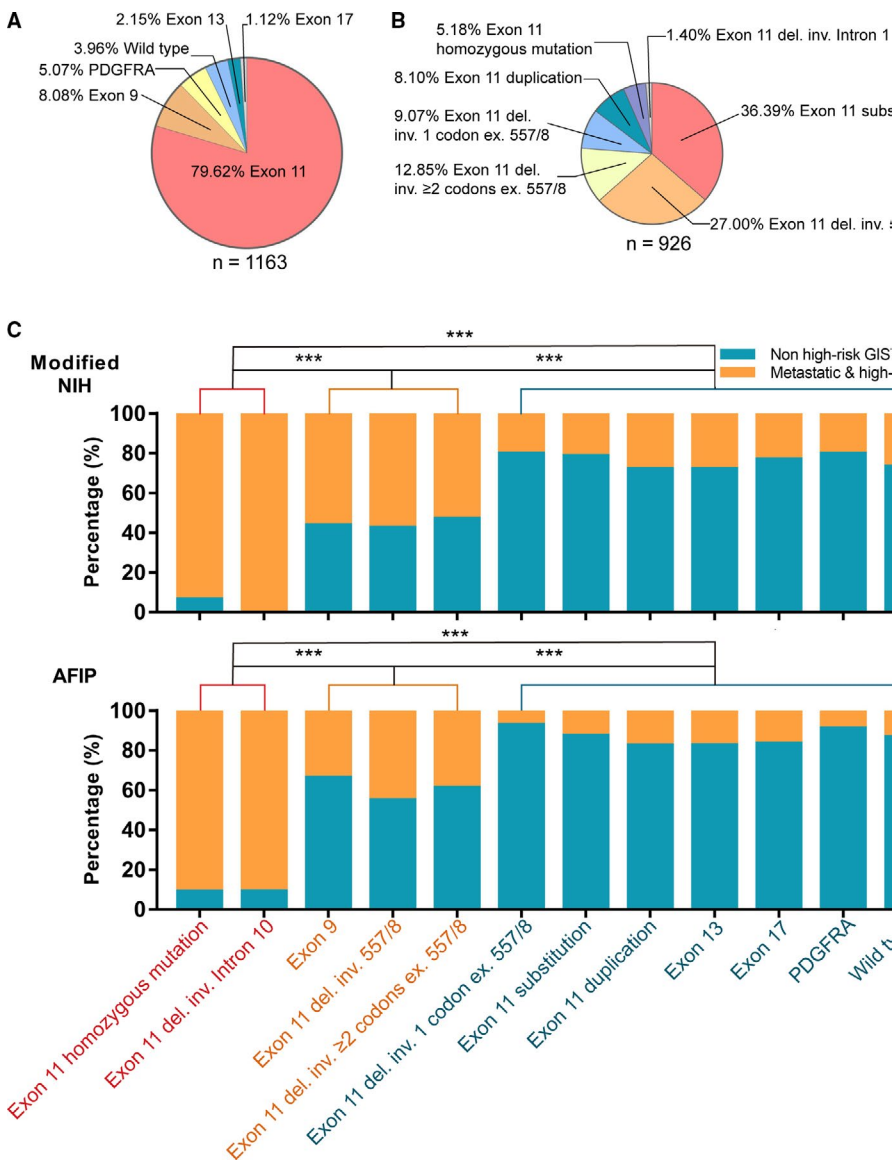 A
2.15% Exon 13
1.12% Exon 17
3.96% Wild type
5.07% PDGFRA
8.08% Exon 9
79.62% Exon 11
n = 1163
B
5.18% Exon 11
homozygous mutation
1.40% Exon 11 del. inv. Intron 1
8.10% Exon 11 duplication
9.07% Exon 11 del.
inv. 1 codon ex. 557/8
36.39% Exon 11 subs
12.85% Exon 11 del.
inv. ≥2 codons ex. 557/8
27.00% Exon 11 del. inv.
n = 926
C
***
Modified
NIH
*** ***
Non high-risk GIS
Metastatic & high-
Percentage (%)
100
80
60
40
20
0
***
AFIP
*** ***
Percentage (%)
100
80
60
40
20
0
Exon 11 homozygous mutation
Exon 11 del. inv. Intron 10
Exon 9
Exon 11 del. inv. 557/8
Exon 11 del. inv. ≥2 codons ex. 557/8
Exon 11 del. inv. 1 codon ex. 557/8
Exon 11 substitution
Exon 11 duplication
Exon 13
Exon 17
PDGFRA
Wild t